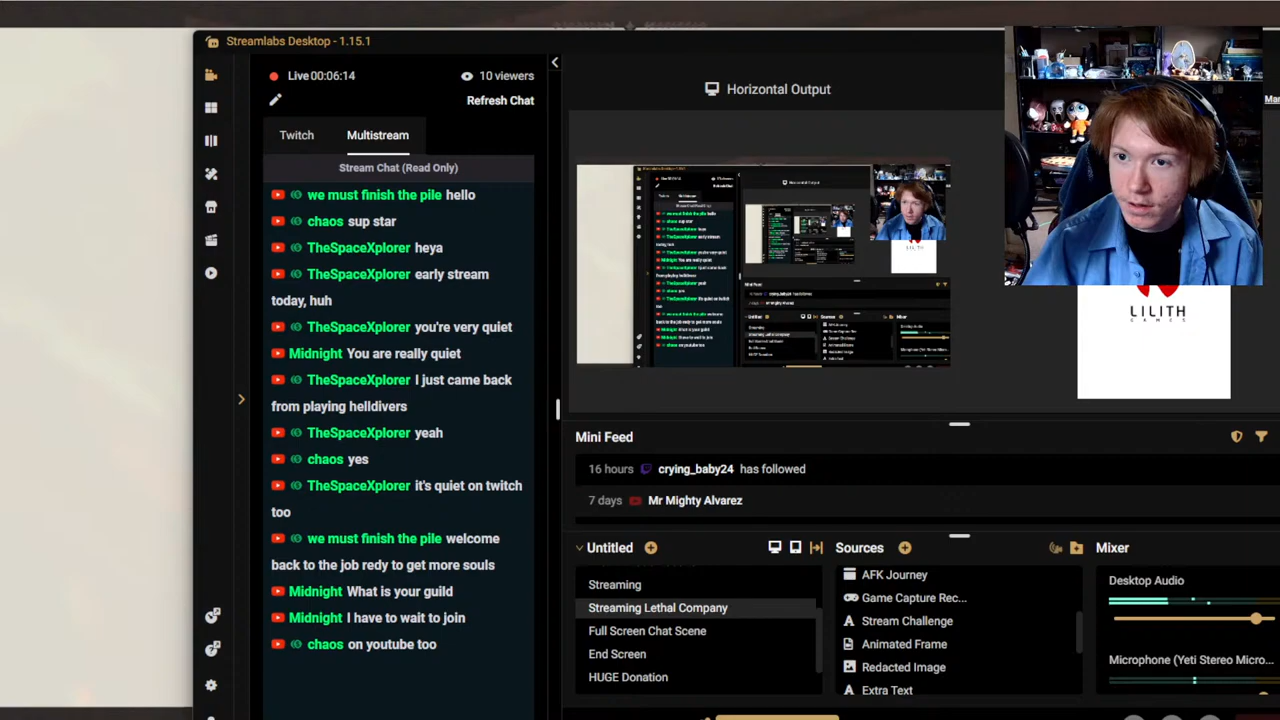 Streamlabs Desktop - 1.15.1
Live 00:06:14
10 viewers
Refresh Chat
Twitch
Multistream
Stream Chat (Read Only)
we must finish the pile hello
chaos sup star
TheSpaceXplorer heya
TheSpaceXplorer early stream
today, huh
TheSpaceXplorer you're very quiet
Midnight You are really quiet
TheSpaceXplorer I just came back
from playing helldivers
TheSpaceXplorer yeah
chaos yes
TheSpaceXplorer it's quiet on twitch
too
we must finish the pile welcome
back to the job redy to get more souls
Midnight What is your guild
Midnight I have to wait to join
chaos on youtube too
Horizontal Output
LILITH
GAMES
Mini Feed
16 hours crying_baby24 has followed
7 days Mr Mighty Alvarez
Untitled
Streaming
Streaming Lethal Company
Full Screen Chat Scene
End Screen
HUGE Donation
Sources
AFK Journey
Game Capture Rec...
Stream Challenge
Animated Frame
Redacted Image
Extra Text
Mixer
Desktop Audio
Microphone (Yeti Stereo Micro...